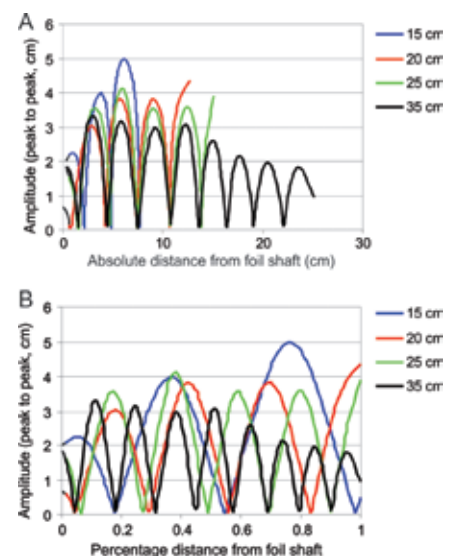 A
Amplitude (peak to peak, cm)
6
5
4
3
2
1
0
0 10 20 30
Absolute distance from foil shaft (cm)
15 cm
20 cm
25 cm
35 cm
B
Amplitude (peak to peak, cm)
6
5
4
3
2
1
0
0 0.2 0.4 0.6 0.8 1
Percentage distance from foil shaft
15 cm
20 cm
25 cm
35 cm